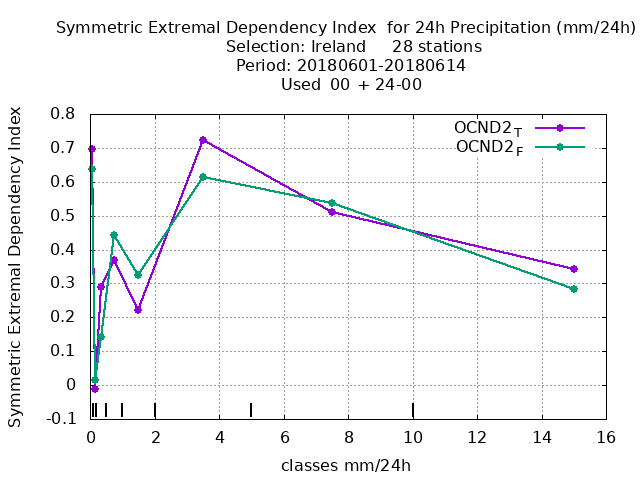 Symmetric Extremal Dependency Index  for 24h Precipitation (mm/24h)
Selection: Ireland     28 stations
Period: 20180601-20180614
Used  00 + 24-00
Symmetric Extremal Dependency Index
0.8
0.7
0.6
0.5
0.4
0.3
0.2
0.1
0
-0.1
OCND2T
OCND2F
0 2 4 6 8 10 12 14 16
classes mm/24h